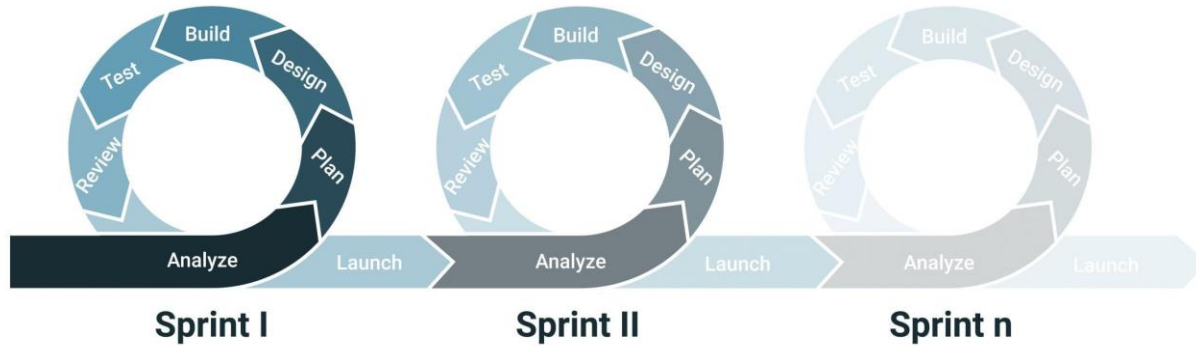 Build
Build
Build
Test
Design
Test
Design
Test
Design
Review
Plan
Review
Plan
Review
Plan
Analyze
Launch
Analyze
Launch
Analyze
Launch
Sprint I
Sprint II
Sprint n